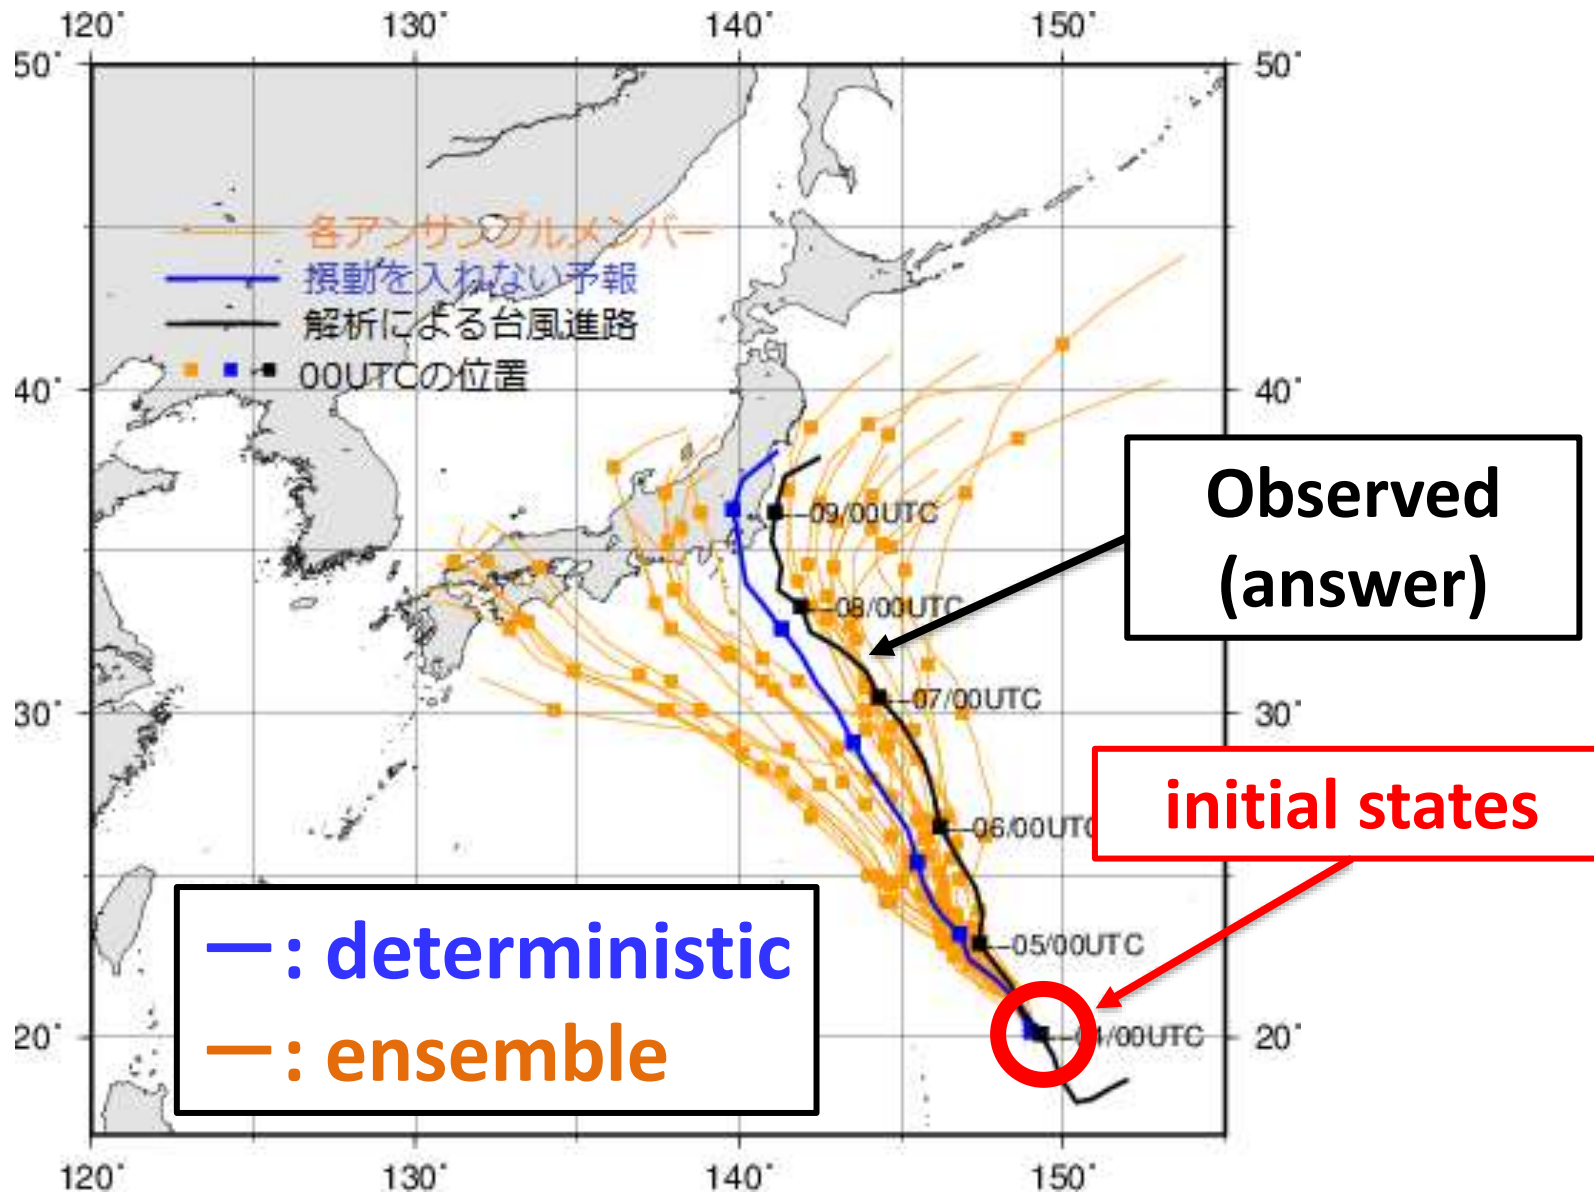 120° 130° 140° 150°
50° 50°
各アンサンブルメンバー
摂動を入れない予報
解析による台風進路
00UTCの位置
40° 40°
Observed
(answer)
09/00UTC
08/00UTC
07/00UTC
30° 30°
initial states
06/00UTC
— : deterministic
05/00UTC
— : ensemble
20° 04/00UTC 20°
120° 130° 140° 150°